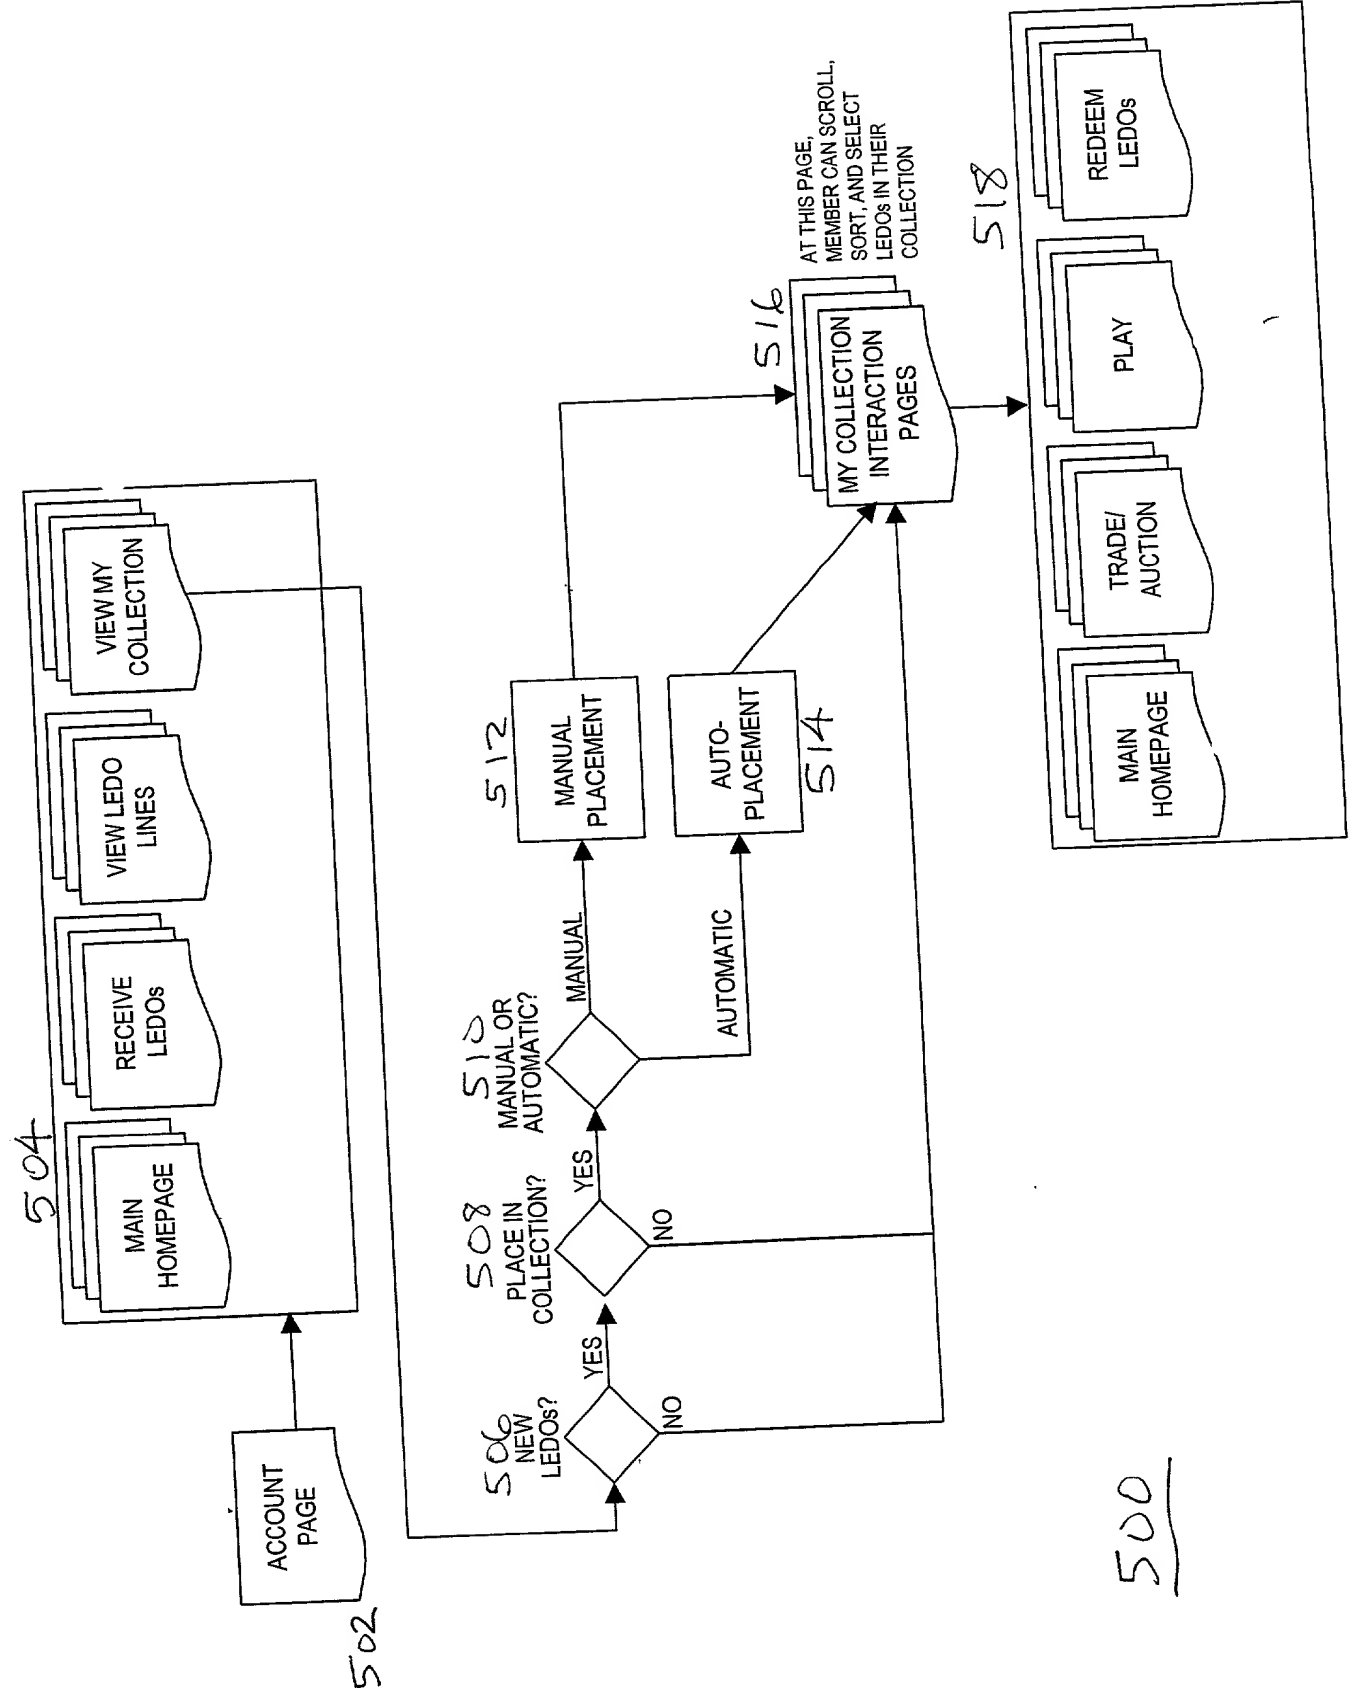 504
MAIN
HOMEPAGE
RECEIVE
LEDOs
VIEW LEDO
LINES
VIEW MY
COLLECTION
ACCOUNT
PAGE
502
506
NEW
LEDOs?
YES
NO
508
PLACE IN
COLLECTION?
YES
NO
510
MANUAL OR
AUTOMATIC?
MANUAL
AUTOMATIC
512
MANUAL
PLACEMENT
AUTO-
PLACEMENT
514
516
AT THIS PAGE,
MEMBER CAN SCROLL,
SORT, AND SELECT
LEDOs IN THEIR
COLLECTION
MY COLLECTION
INTERACTION
PAGES
518
MAIN
HOMEPAGE
TRADE/
AUCTION
PLAY
REDEEM
LEDOs
500